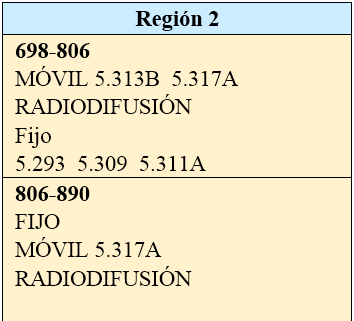 Región 2
698-806
MÓVIL 5.313B 5.317A
RADIODIFUSIÓN
Fijo
5.293 5.309 5.311A
806-890
FIJO
MÓVIL 5.317A
RADIODIFUSIÓN